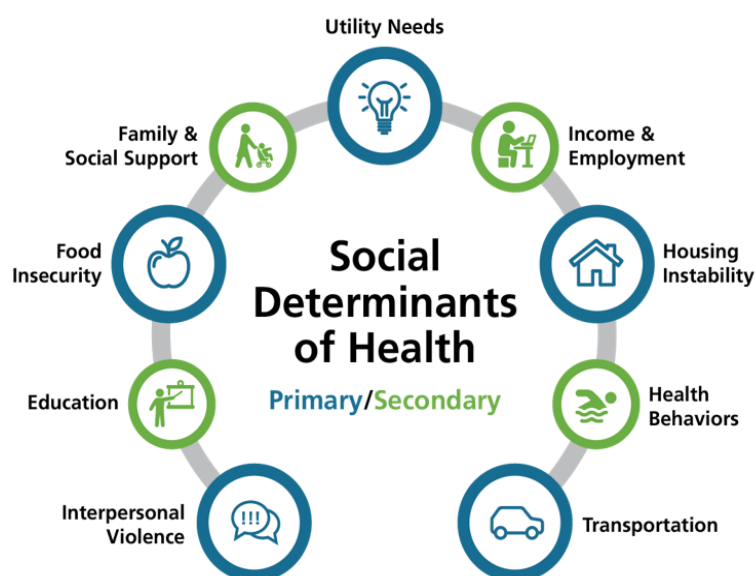 Utility Needs
Family &
Social Support
Income &
Employment
Food
Insecurity
Housing
Instability
Social
Determinants
of Health
Primary/Secondary
Education
Health
Behaviors
Interpersonal
Violence
!!!
Transportation